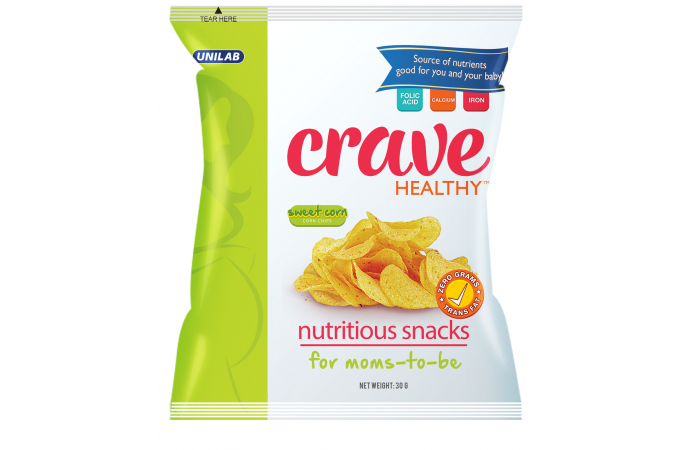 TEAR HERE
UNILAB
Source of nutrients
good for you and your baby
FOLIC
ACID
CALCIUM
IRON
crave
HEALTHY™
sweet corn
CORN CHIPS
ZERO GRAMS
TRANS FAT
nutritious snacks
for moms-to-be
NET WEIGHT: 30 G